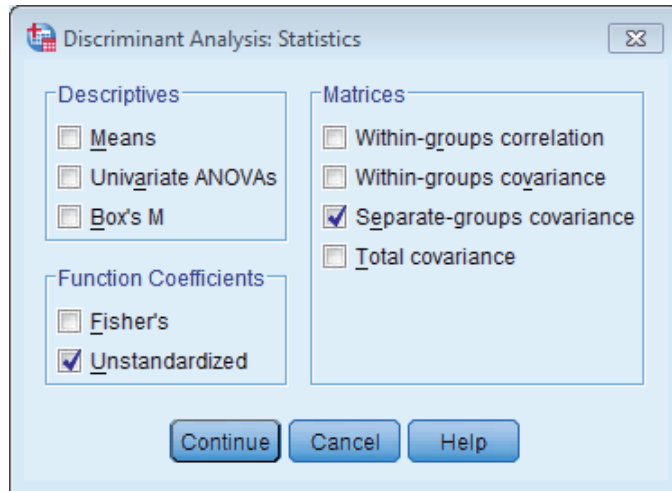 Discriminant Analysis: Statistics
Descriptives
Means
Univariate ANOVAs
Box's M
Function Coefficients
Fisher's
Unstandardized
Matrices
Within-groups correlation
Within-groups covariance
Separate-groups covariance
Total covariance
Continue
Cancel
Help